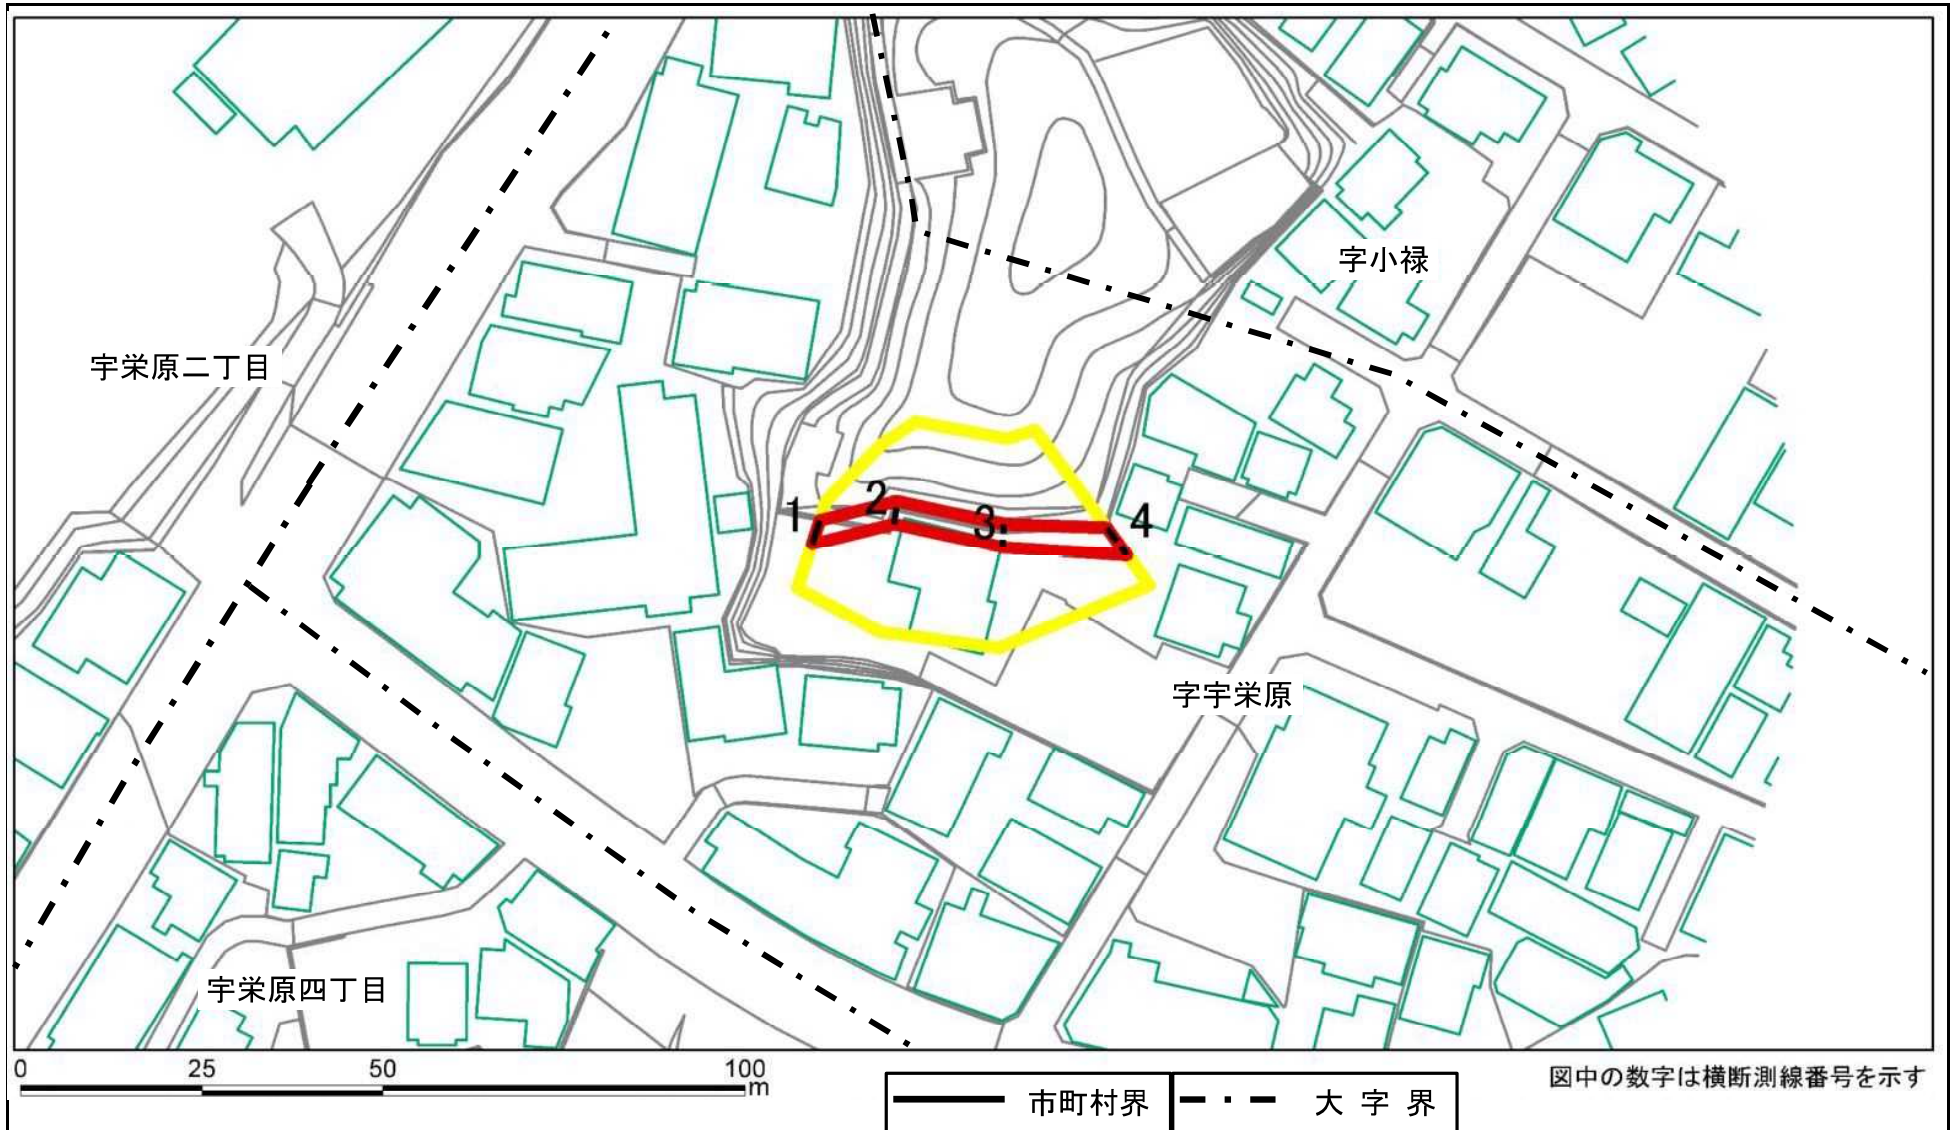 字小禄
宇栄原二丁目
1
2
3
4
字宇栄原
宇栄原四丁目
0 25 50 100
m
図中の数字は横断測線番号を示す
市町村界 大字界